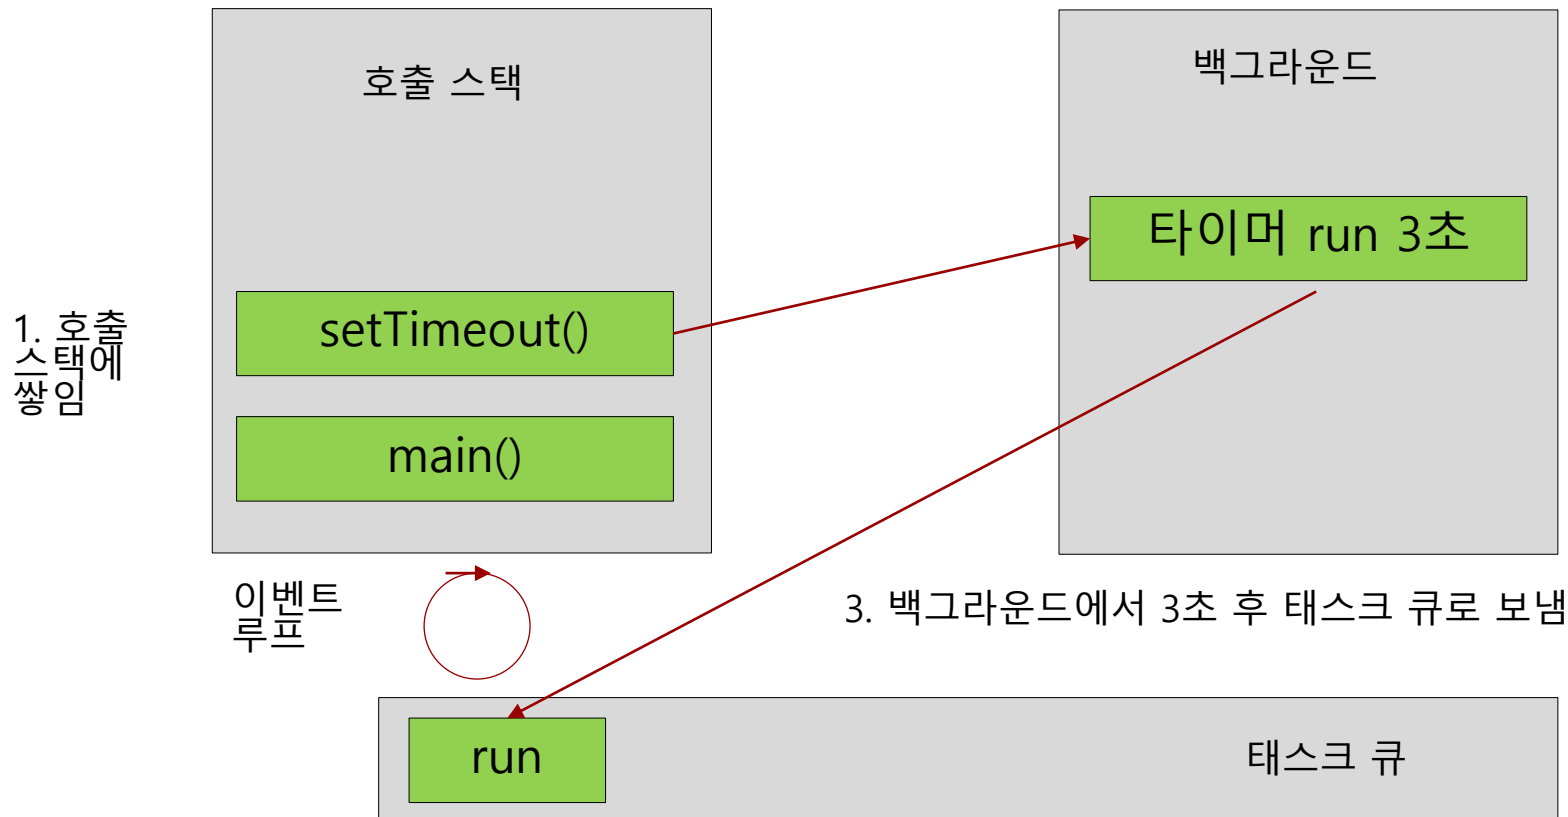 호출 스택
백그라운드
타이머 run 3초
setTimeout()
1. 호출
스택에
쌓임
main()
이벤트
루프
3. 백그라운드에서 3초 후 태스크 큐로 보냄
run
태스크 큐